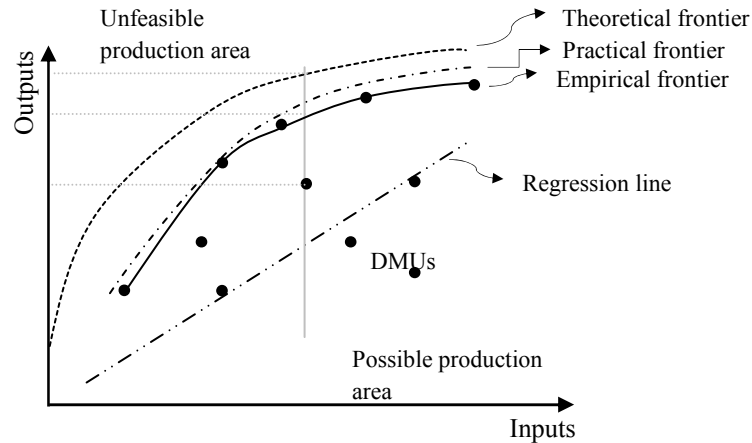 Unfeasible
production area
Theoretical frontier
Practical frontier
Empirical frontier
Outputs
Regression line
DMUs
Possible production
area
Inputs